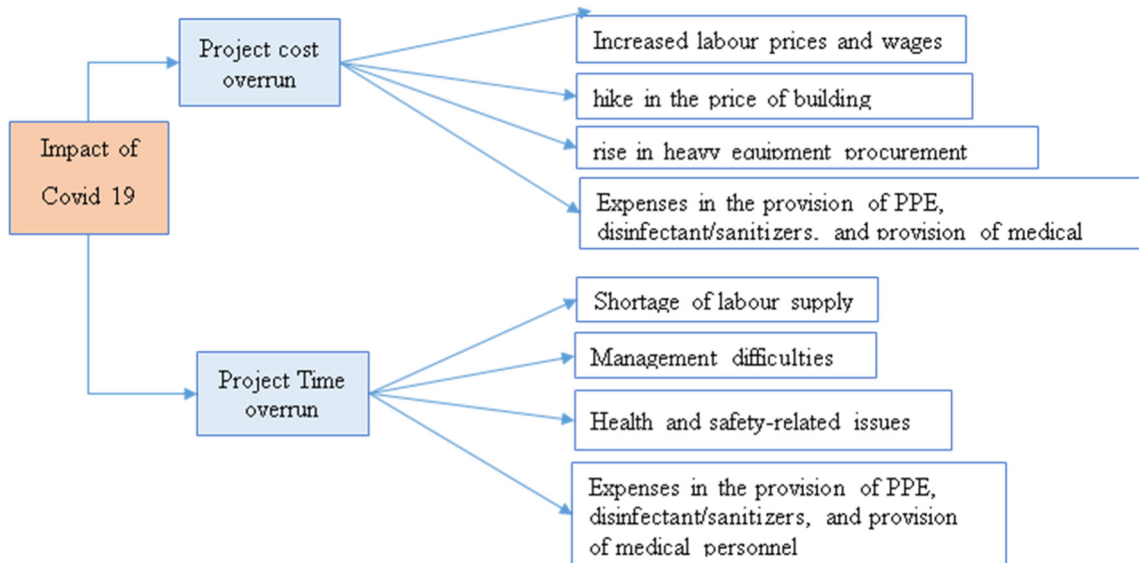 Project cost
overrun
Increased labour prices and wages
hike in the price of building
rise in heavy equipment procurement
Impact of
Covid 19
Expenses in the provision of PPE,
disinfectant/sanitizers, and provision of medical
Shortage of labour supply
Management difficulties
Project Time
overrun
Health and safety-related issues
Expenses in the provision of PPE,
disinfectant/sanitizers, and provision
of medical personnel